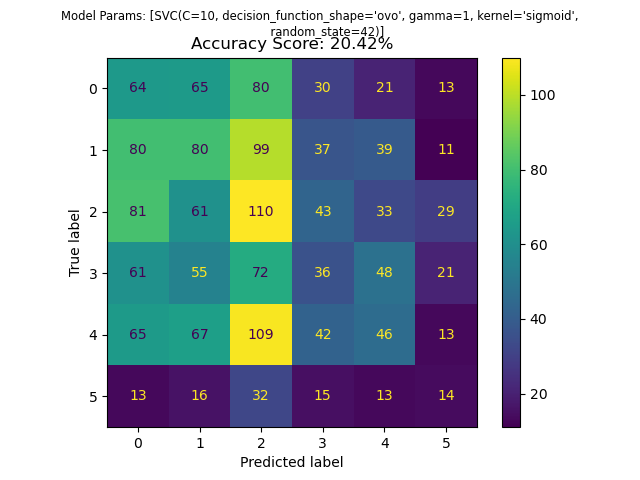 Model Params: [SVC(C=10, decision_function_shape='ovo', gamma=1, kernel='sigmoid',
random_state=42)]
Accuracy Score: 20.42%
0 64 65 80 30 21 13
1 80 80 99 37 39 11
2 81 61 110 43 33 29
3 61 55 72 36 48 21
4 65 67 109 42 46 13
5 13 16 32 15 13 14
0 1 2 3 4 5
Predicted label
True label
100
80
60
40
20